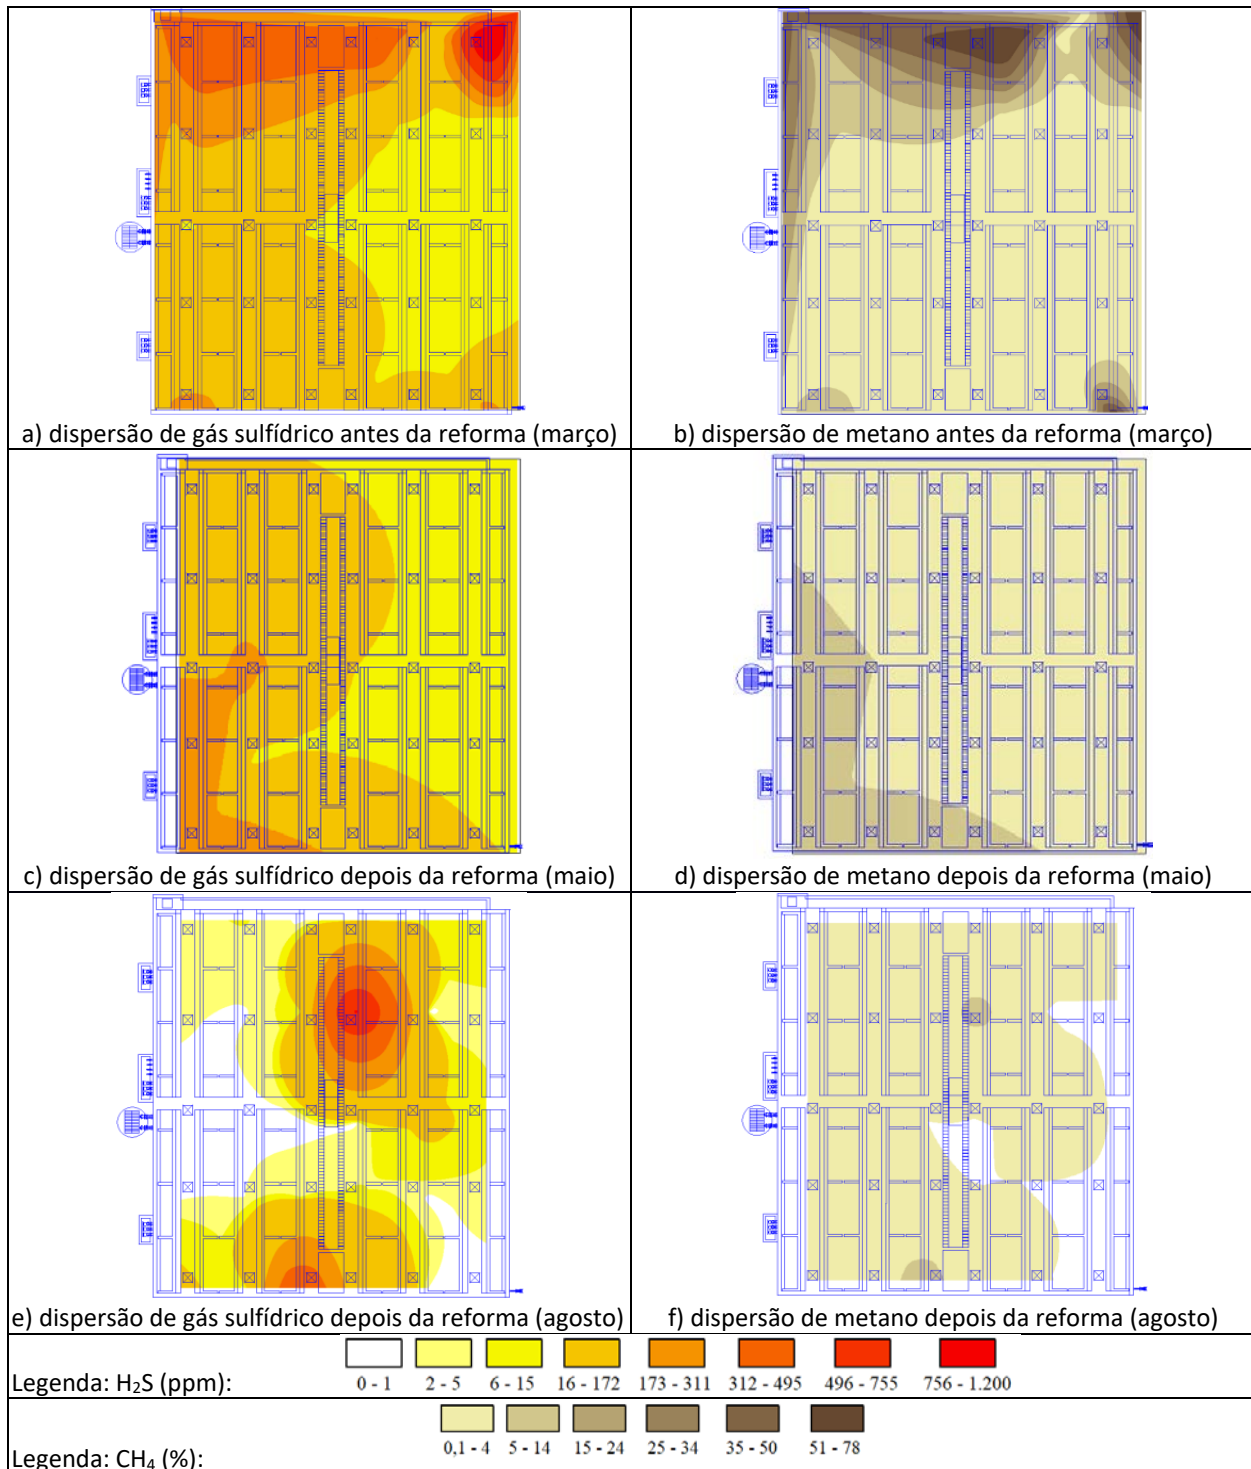 a) dispersão de gás sulfídrico antes da reforma (março)
b) dispersão de metano antes da reforma (março)
c) dispersão de gás sulfídrico depois da reforma (maio)
d) dispersão de metano depois da reforma (maio)
e) dispersão de gás sulfídrico depois da reforma (agosto)
f) dispersão de metano depois da reforma (agosto)
Legenda: H₂S (ppm):
0 - 1 2 - 5 6 - 15 16 - 172 173 - 311 312 - 495 496 - 755 756 - 1.200
Legenda: CH₄ (%):
0,1 - 4 5 - 14 15 - 24 25 - 34 35 - 50 51 - 78